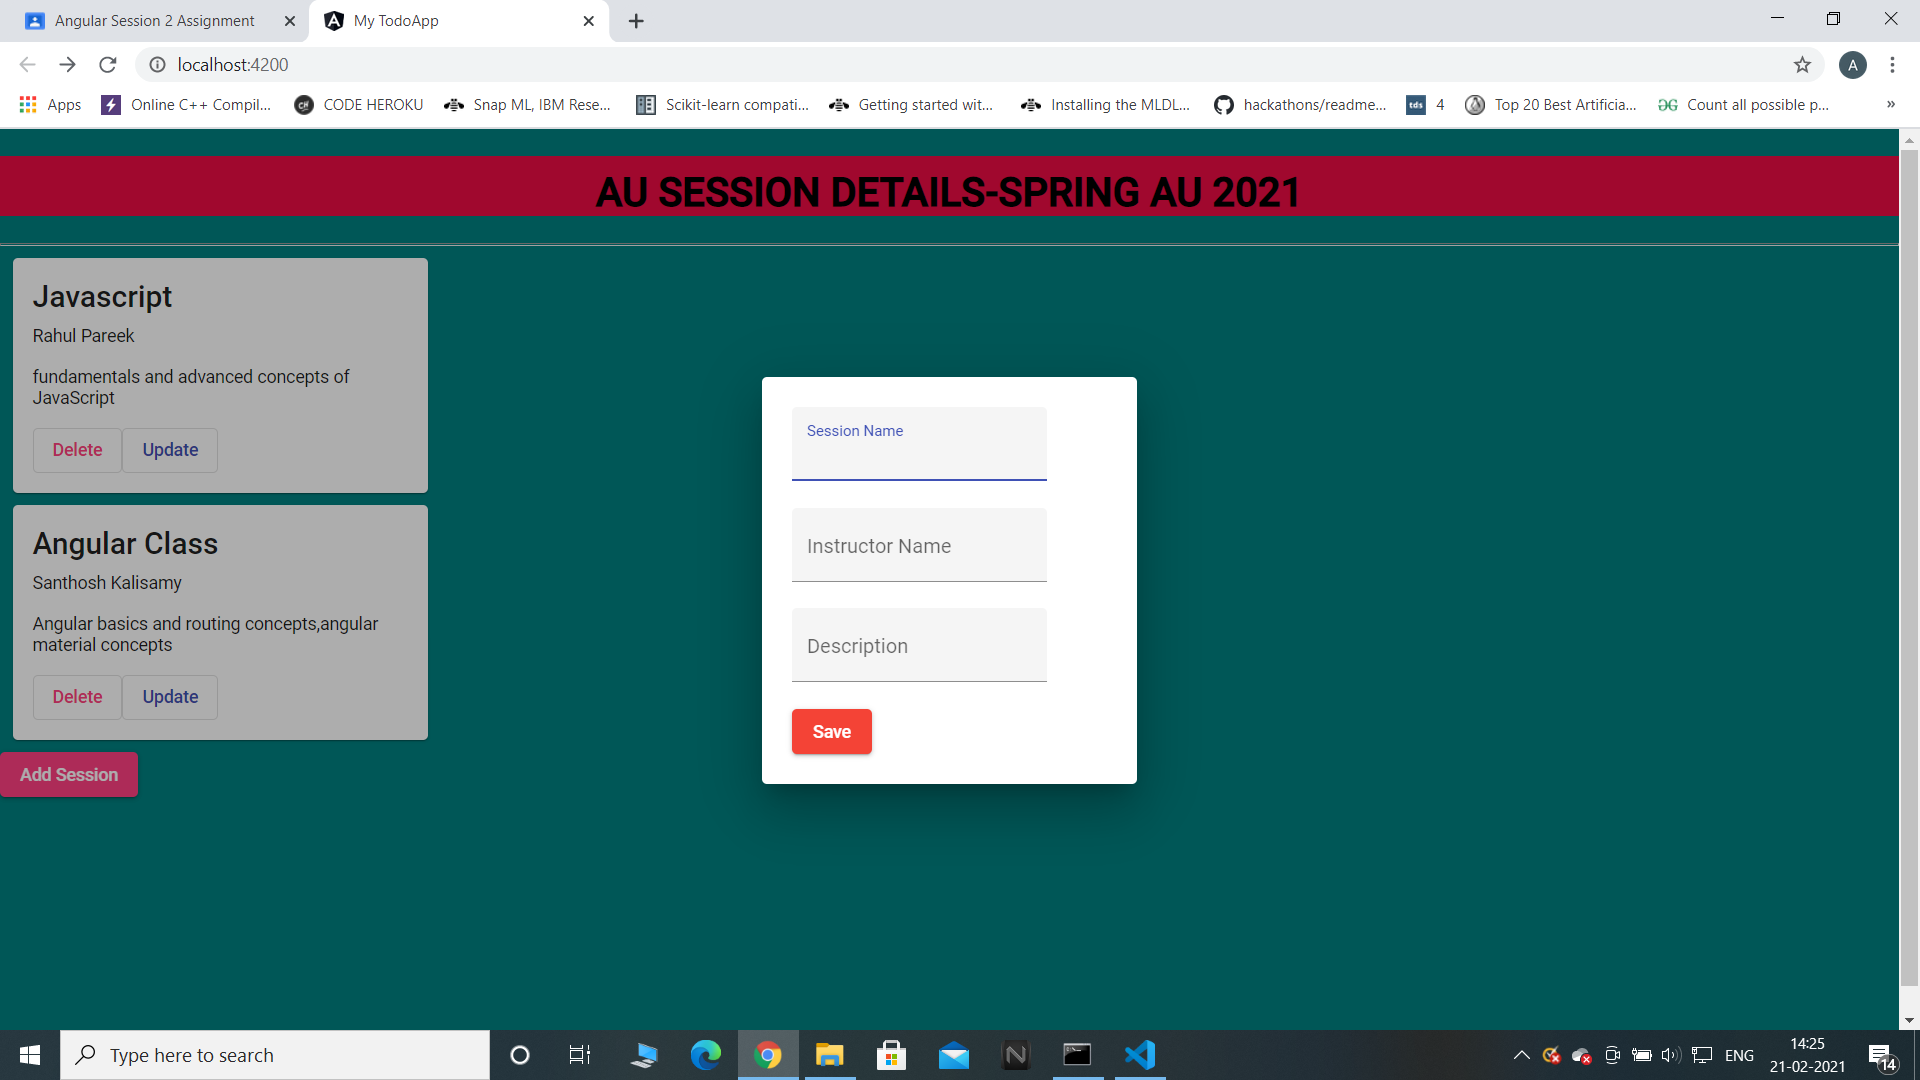 Angular Session 2 Assignment
My TodoApp
localhost:4200
A
Apps
Online C++ Compil...
CODE HEROKU
Snap ML, IBM Rese...
Scikit-learn compati...
Getting started wit...
Installing the MLDL...
hackathons/readme...
tds
4
Top 20 Best Artificia...
Count all possible p...
»
AU SESSION DETAILS-SPRING AU 2021
Javascript
Rahul Pareek
fundamentals and advanced concepts of
JavaScript
Delete
Update
Angular Class
Santhosh Kalisamy
Angular basics and routing concepts,angular
material concepts
Delete
Update
Add Session
Session Name
Instructor Name
Description
Save
Type here to search
ENG
14:25
21-02-2021
14